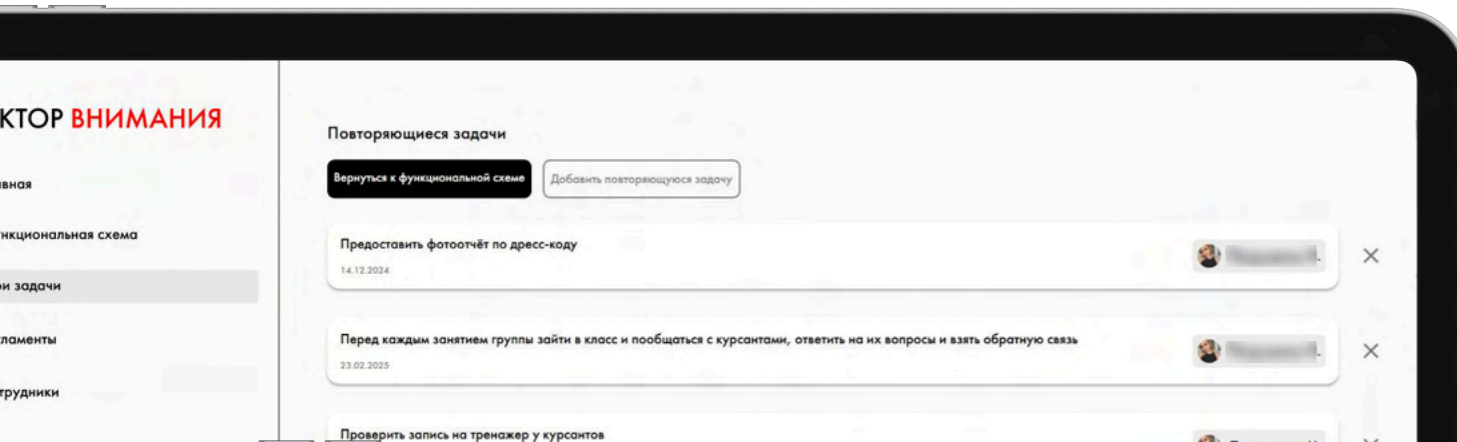 КТОР ВНИМАНИЯ
вная
нкциональная схема
и задачи
ламенты
трудники
Повторяющиеся задачи
Вернуться к функциональной схеме
Добавить повторяющуюся задачу
Предоставить фотоотчёт по дресс-коду
14.12.2024
Перед каждым занятием группы зайти в класс и пообщаться с курсантами, ответить на их вопросы и взять обратную связь
23.02.2025
Проверить запись на тренажер у курсантов